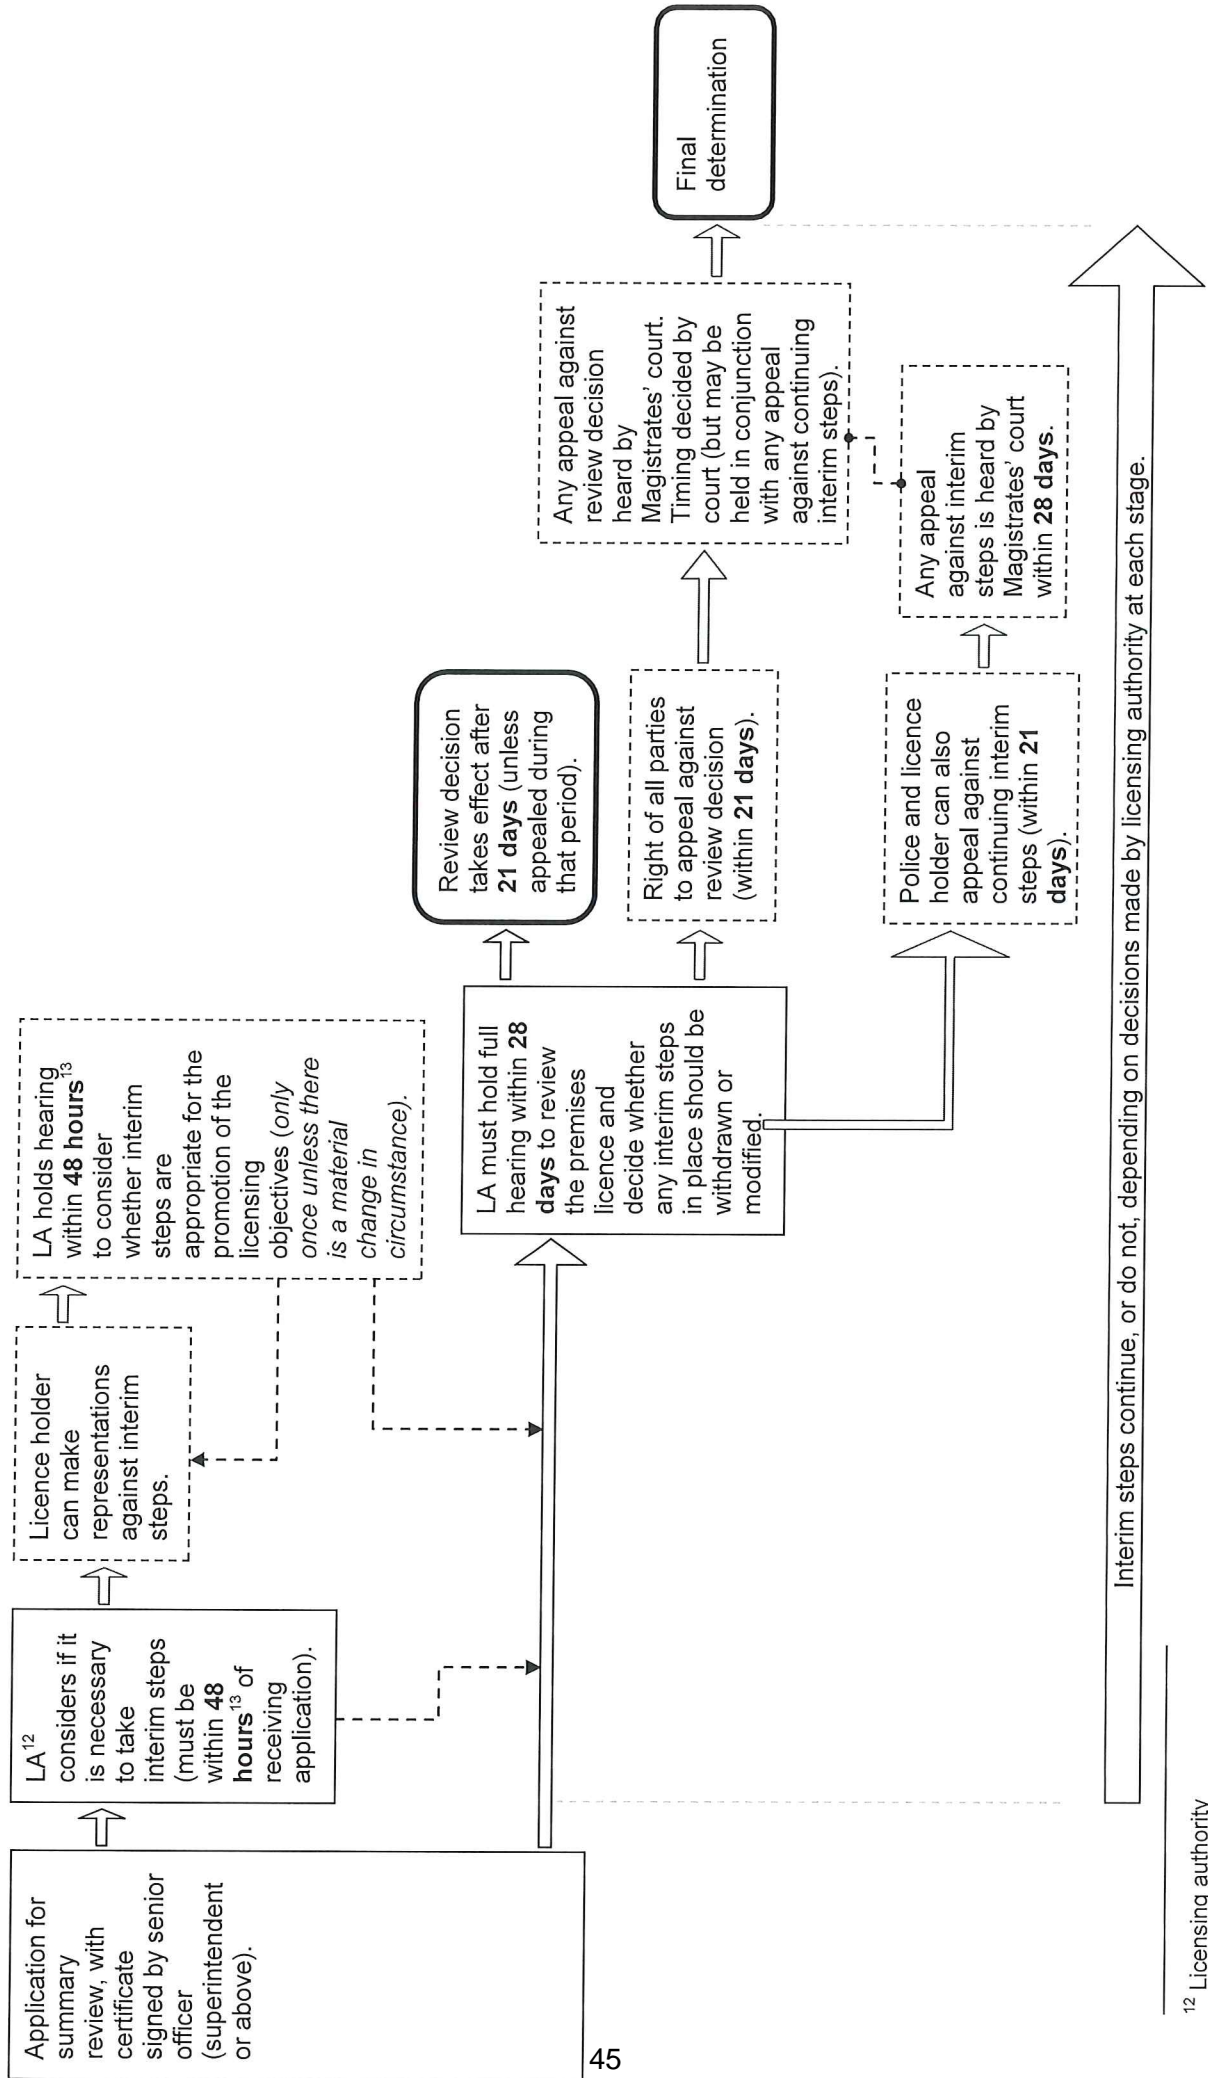 Application for
summary
review, with
certificate
signed by senior
officer
(superintendent
or above).
LA12
considers if it
is necessary
to take
interim steps
(must be
within 48
hours13 of
receiving
application).
Licence holder
can make
representations
against interim
steps.
LA holds hearing
within 48 hours13
to consider
whether interim
steps are
appropriate for the
promotion of the
licensing
objectives (only
once unless there
is a material
change in
circumstance).
LA must hold full
hearing within 28
days to review
the premises
licence and
decide whether
any interim steps
in place should be
withdrawn or
modified.
Review decision
takes effect after
21 days (unless
appealed during
that period).
Right of all parties
to appeal against
review decision
(within 21 days).
Police and licence
holder can also
appeal against
continuing interim
steps (within 21
days).
Any appeal against
review decision
heard by
Magistrates' court.
Timing decided by
court (but may be
held in conjunction
with any appeal
against continuing
interim steps).
Any appeal
against interim
steps is heard by
Magistrates' court
within 28 days.
Final
determination
Interim steps continue, or do not, depending on decisions made by licensing authority at each stage.
12 Licensing authority
45